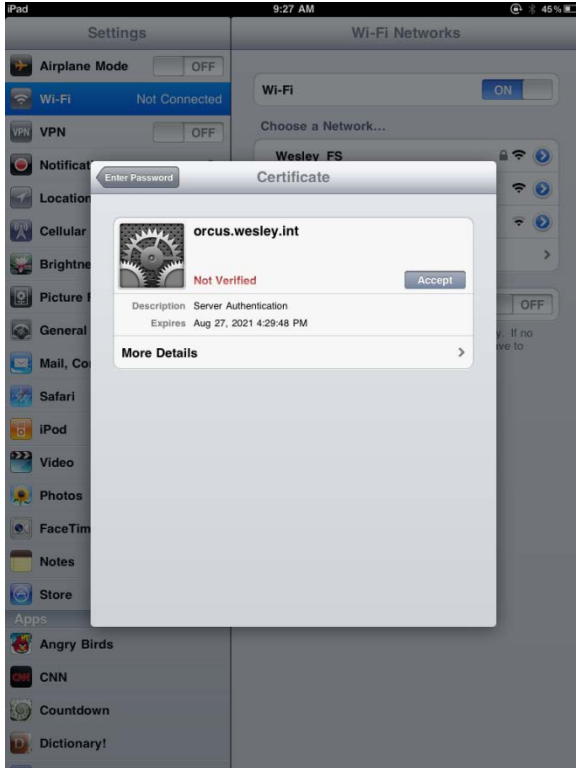 iPad 9:27 AM 45%
Settings
Wi-Fi Networks
Airplane Mode OFF
Wi-Fi Not Connected
VPN VPN OFF
Notificat
Location
Cellular
Brightne
Picture F
General
Mail, Co
Safari
iPod
Video
Photos
FaceTim
Notes
Store
Apps
Angry Birds
CNN CNN
Countdown
Dictionary!
Wi-Fi ON
Choose a Network...
Wesley_FS
OFF
y. If no
ave to
Enter Password
Certificate
orcus.wesley.int
Not Verified
Accept
Description Server Authentication
Expires Aug 27, 2021 4:29:48 PM
More Details